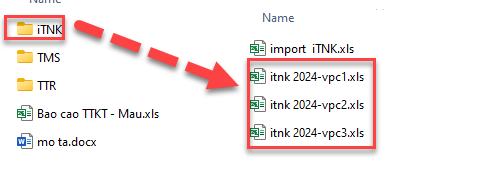 iTNK
TMS
TTR
Bao cao TTKT - Mau.xls
mo ta.docx
Name
import iTNK.xls
itnk 2024-vpc1.xls
itnk 2024-vpc2.xls
itnk 2024-vpc3.xls